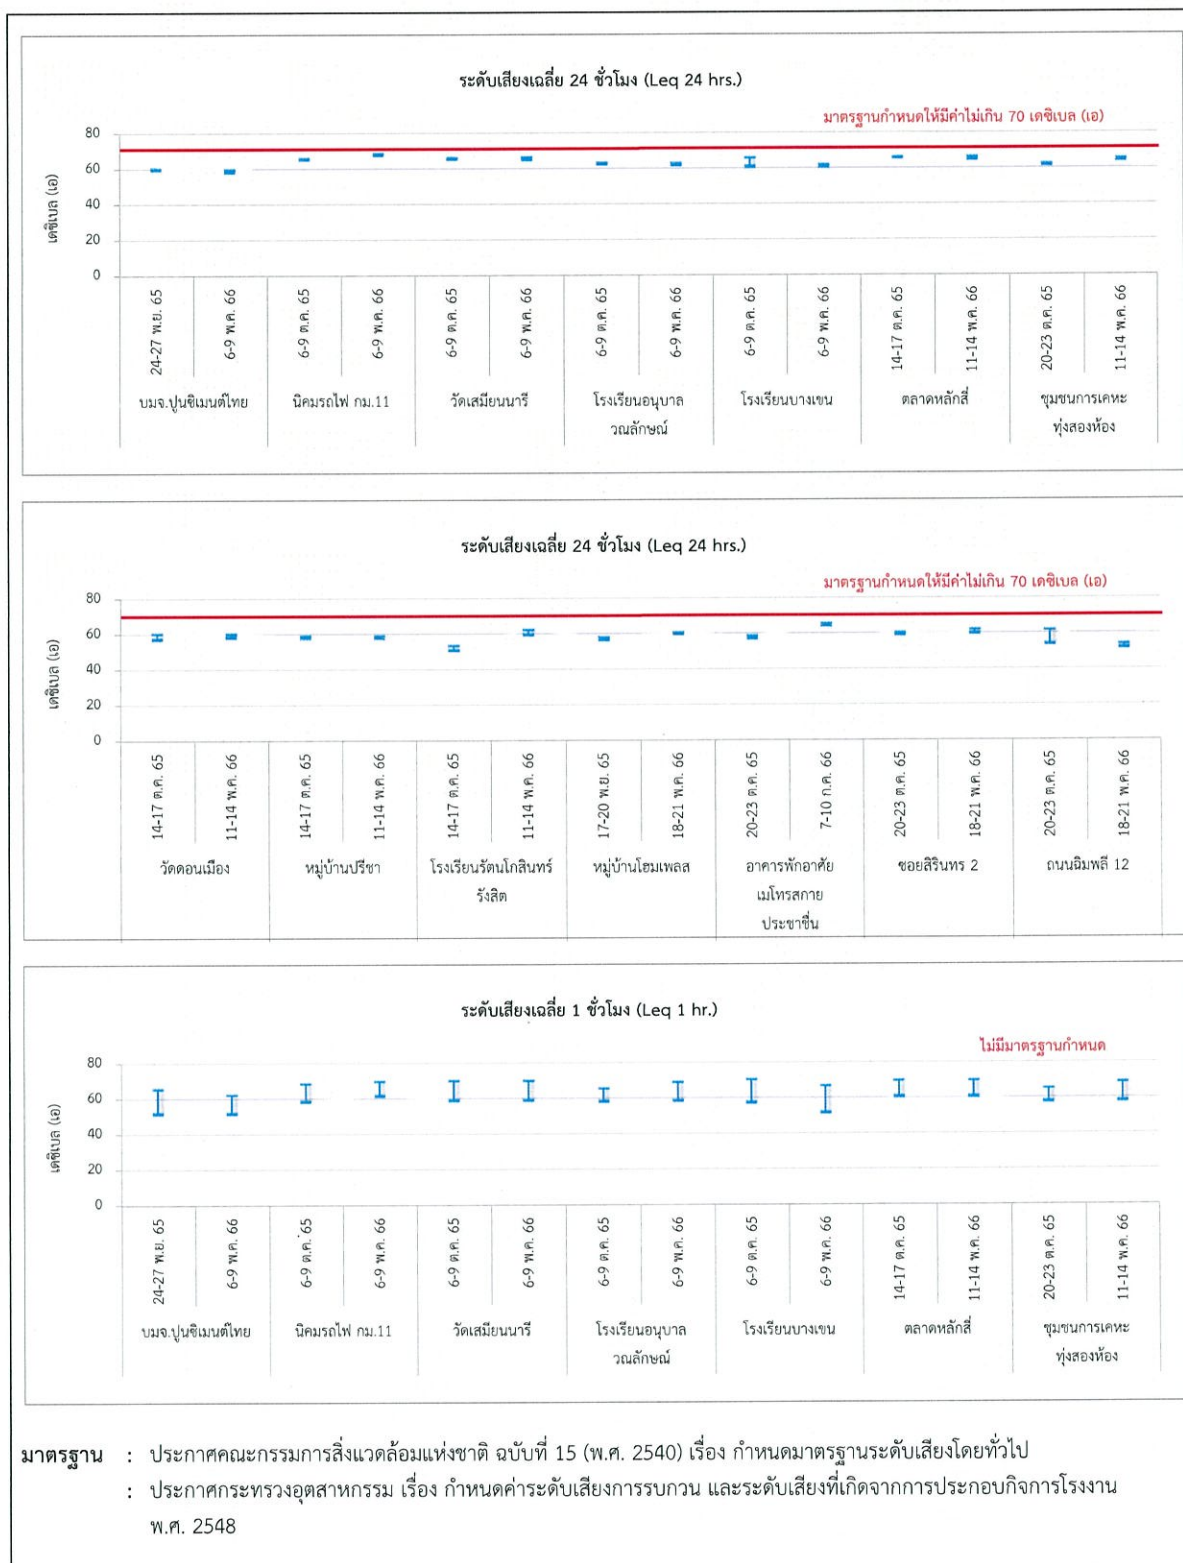 ระดับเสียงเฉลี่ย 24 ชั่วโมง (Leq 24 hrs.)
มาตรฐานกำหนดให้มีค่าไม่เกิน 70 เดซิเบล (เอ)
เดซิเบล (เอ)
80
60
40
20
0
24-27 พ.ย. 65
6-9 พ.ค. 66
6-9 ต.ค. 65
6-9 พ.ค. 66
6-9 ต.ค. 65
6-9 พ.ค. 66
6-9 ต.ค. 65
6-9 พ.ค. 66
6-9 ต.ค. 65
6-9 พ.ค. 66
14-17 ต.ค. 65
11-14 พ.ค. 66
20-23 ต.ค. 65
11-14 พ.ค. 66
บมจ.ปูนซิเมนต์ไทย
นิคมรถไฟ กม.11
วัดเสมียนนารี
โรงเรียนอนุบาล
วณลักษณ์
โรงเรียนบางเขน
ตลาดหลักสี่
ชุมชนการเคหะ
ทุ่งสองห้อง
ระดับเสียงเฉลี่ย 24 ชั่วโมง (Leq 24 hrs.)
มาตรฐานกำหนดให้มีค่าไม่เกิน 70 เดซิเบล (เอ)
เดซิเบล (เอ)
80
60
40
20
0
14-17 ต.ค. 65
11-14 พ.ค. 66
14-17 ต.ค. 65
11-14 พ.ค. 66
14-17 ต.ค. 65
11-14 พ.ค. 66
17-20 พ.ย. 65
18-21 พ.ค. 66
20-23 ต.ค. 65
7-10 ก.ค. 66
20-23 ต.ค. 65
18-21 พ.ค. 66
20-23 ต.ค. 65
18-21 พ.ค. 66
วัดดอนเมือง
หมู่บ้านปรีชา
โรงเรียนรัตนโกสินทร์
รังสิต
หมู่บ้านโฮมเพลส
อาคารพักอาศัย
เมโทรสกาย
ประชาชื่น
ซอยสิรินทร 2
ถนนฉิมพลี 12
ระดับเสียงเฉลี่ย 1 ชั่วโมง (Leq 1 hr.)
ไม่มีมาตรฐานกำหนด
เดซิเบล (เอ)
80
60
40
20
0
24-27 พ.ย. 65
6-9 พ.ค. 66
6-9 ต.ค. 65
6-9 พ.ค. 66
6-9 ต.ค. 65
6-9 พ.ค. 66
6-9 ต.ค. 65
6-9 พ.ค. 66
6-9 ต.ค. 65
6-9 พ.ค. 66
14-17 ต.ค. 65
11-14 พ.ค. 66
20-23 ต.ค. 65
11-14 พ.ค. 66
บมจ.ปูนซิเมนต์ไทย
นิคมรถไฟ กม.11
วัดเสมียนนารี
โรงเรียนอนุบาล
วณลักษณ์
โรงเรียนบางเขน
ตลาดหลักสี่
ชุมชนการเคหะ
ทุ่งสองห้อง
มาตรฐาน : ประกาศคณะกรรมการสิ่งแวดล้อมแห่งชาติ ฉบับที่ 15 (พ.ศ. 2540) เรื่อง กำหนดมาตรฐานระดับเสียงโดยทั่วไป
: ประกาศกระทรวงอุตสาหกรรม เรื่อง กำหนดค่าระดับเสียงการรบกวน และระดับเสียงที่เกิดจากการประกอบกิจการโรงงาน
พ.ศ. 2548